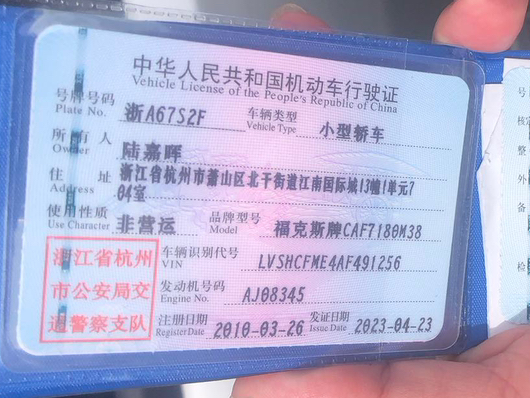 中华人民共和国机动车行驶证
Vehicle License of the People's Republic of China
号牌号码 浙A67S2F 车辆类型 小型轿车
Plate No. Vehicle Type
所有人 陆嘉晖
Owner
住址 浙江省杭州市萧山区北干街道江南国际城13幢1单元7
Address 04室
使用性质 非营运 品牌型号 福克斯牌CAF7180M38
Use Character Model
浙江省杭州
市公安局交
通警察支队
车辆识别代号 LVSHCFME4AF491256
VIN
发动机号码 AJ08345
Engine No.
注册日期 2010-03-26 发证日期 2023-04-23
Register Date Issue Date
号
核定
整
外
备
检